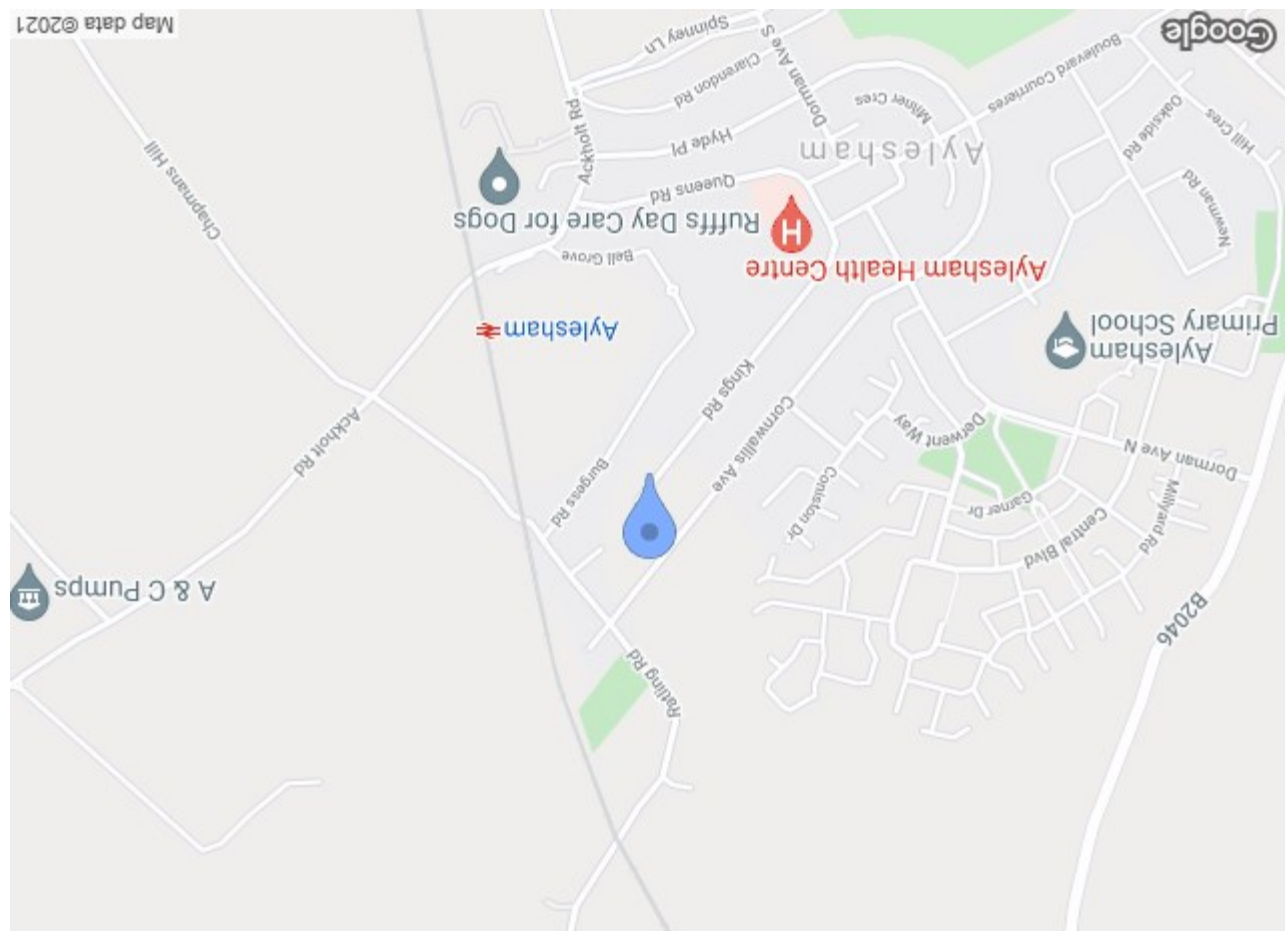 Ratling Rd
B2046
A & C Pumps
Central Blvd
Millyard Rd
Garner Dr
Coniston Dr
Burgess Rd
Dorman Ave N
Derwent Way
Cornwallis Ave
Ackholt Rd
Kings Rd
Aylesham
Primary School
Aylesham
Aylesham Health Centre
Bell Grove
Rufffs Day Care for Dogs
Newman Rd
Queens Rd
Chapmans Hill
Aylesham
Hyde Pl
Ackholt Rd
Hill Cres
Oakside Rd
Milner Cres
Boulevard Courrieres
Dorman Ave S
Clarendon Rd
Spinney Ln
Google
Map data ©2021